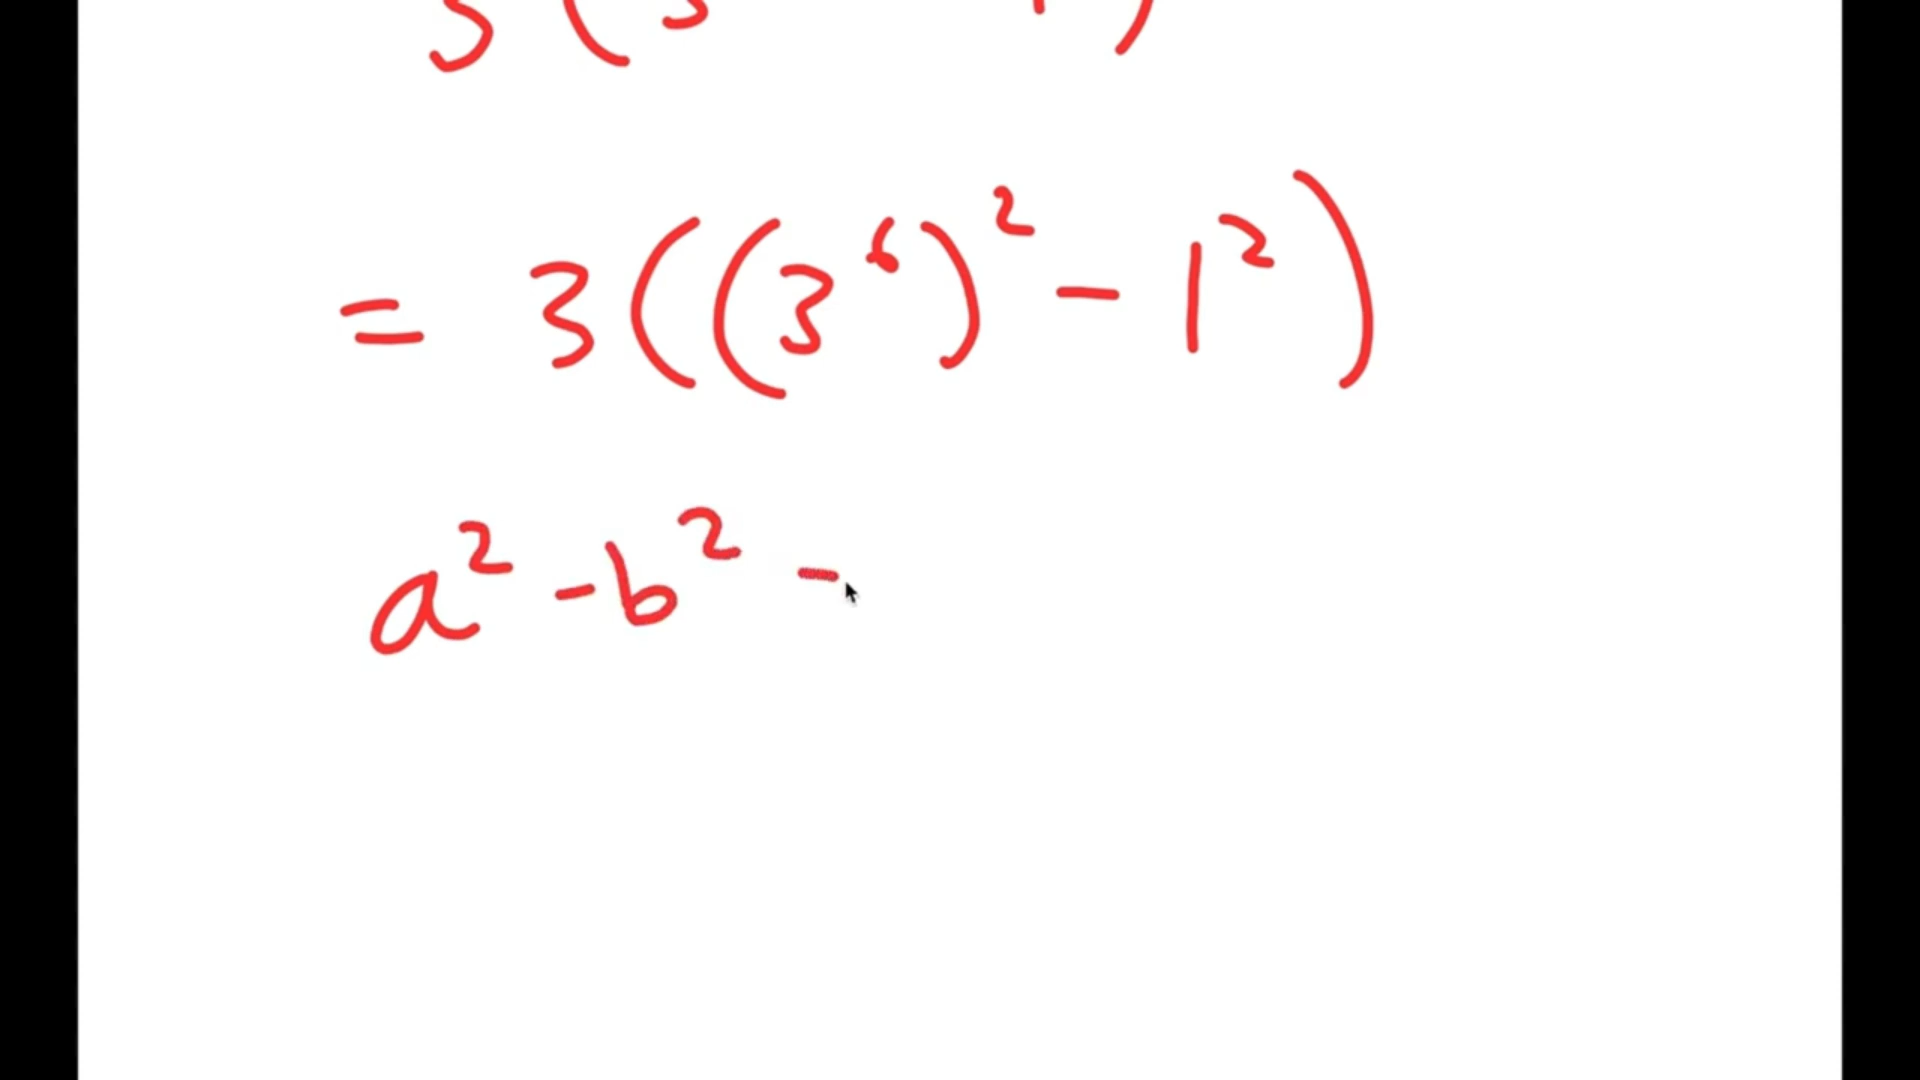 = 3((3⁶)² - 1²)
a² - b² -